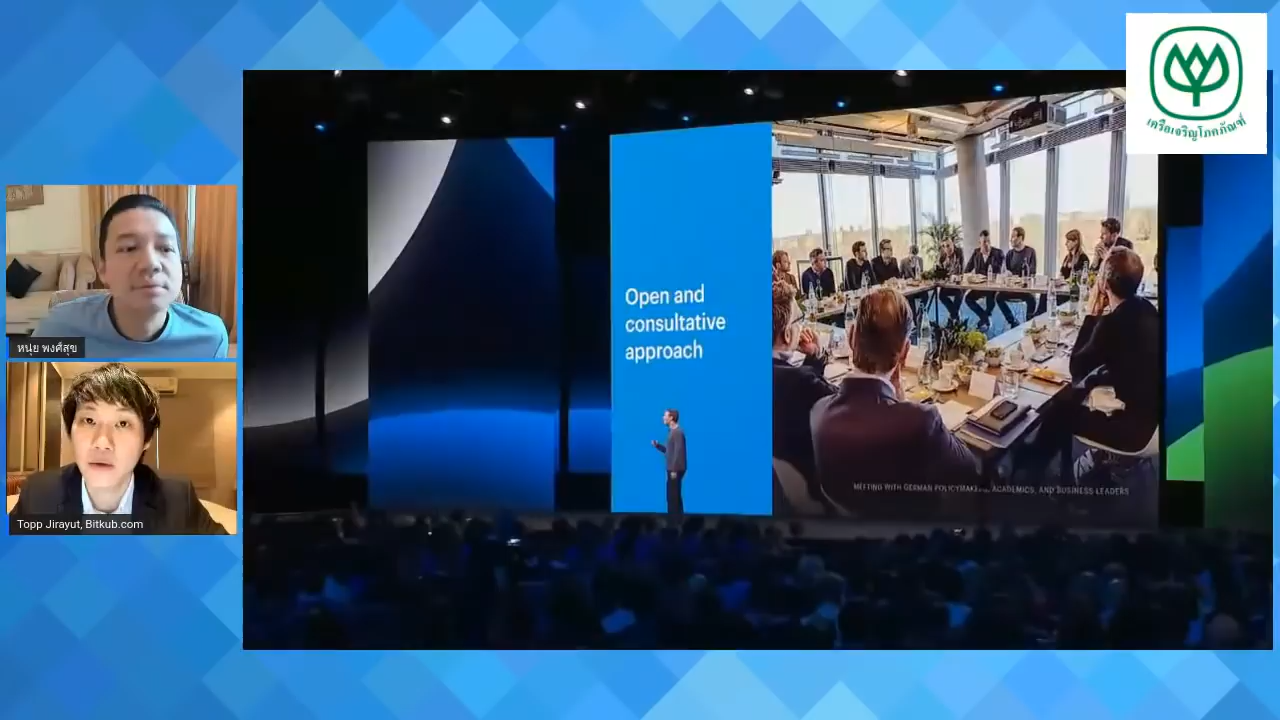 เครือเจริญโภคภัณฑ์
Open and
consultative
approach
MEETING WITH GERMAN POLICYMAKERS, ACADEMICS, AND BUSINESS LEADERS
หนุ่ย พงศ์สุข
Topp Jirayut, Bitkub.com